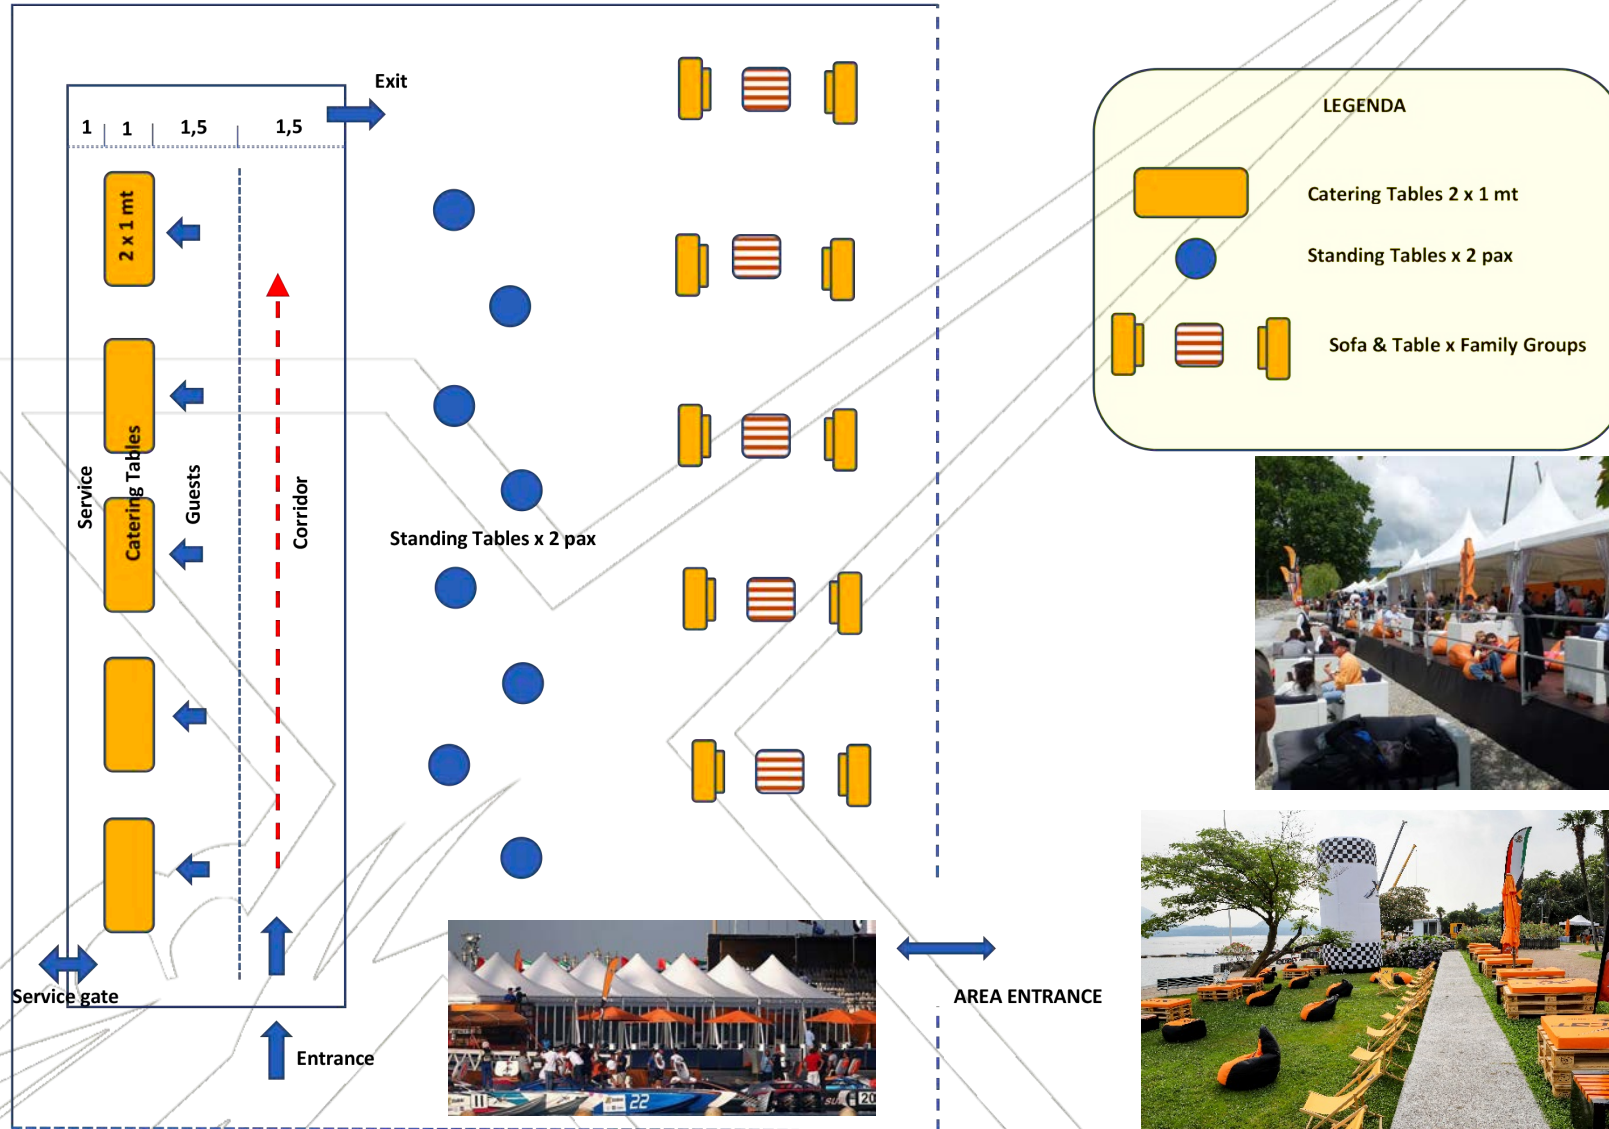 Exit
LEGENDA
1
1
1,5
1,5
2 x 1 mt
Catering Tables 2 x 1 mt
Standing Tables x 2 pax
Sofa & Table x Family Groups
Service
Catering Tables
Guests
Corridor
Standing Tables x 2 pax
Service gate
AREA ENTRANCE
Entrance
11
22
20